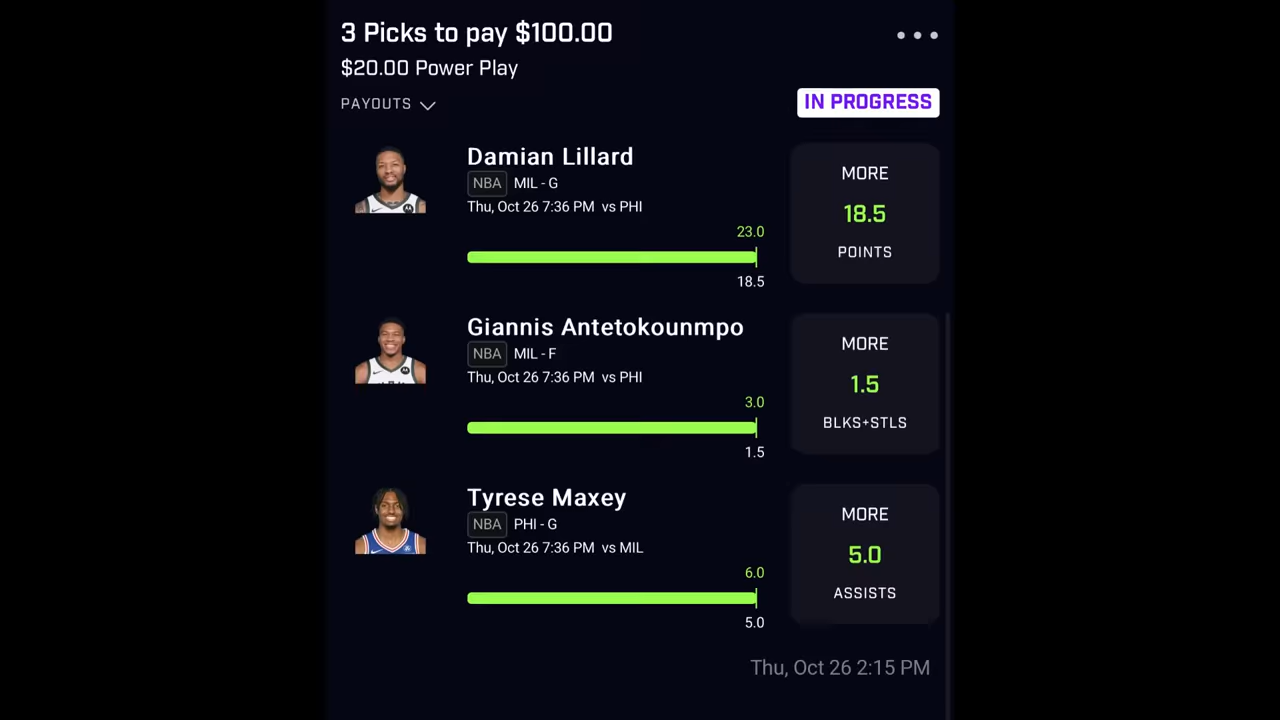 3 Picks to pay $100.00
$20.00 Power Play
PAYOUTS
IN PROGRESS
Damian Lillard
NBA MIL - G
Thu, Oct 26 7:36 PM vs PHI
23.0
18.5
MORE
18.5
POINTS
Giannis Antetokounmpo
NBA MIL - F
Thu, Oct 26 7:36 PM vs PHI
3.0
1.5
MORE
1.5
BLKS+STLS
Tyrese Maxey
NBA PHI - G
Thu, Oct 26 7:36 PM vs MIL
6.0
5.0
MORE
5.0
ASSISTS
Thu, Oct 26 2:15 PM